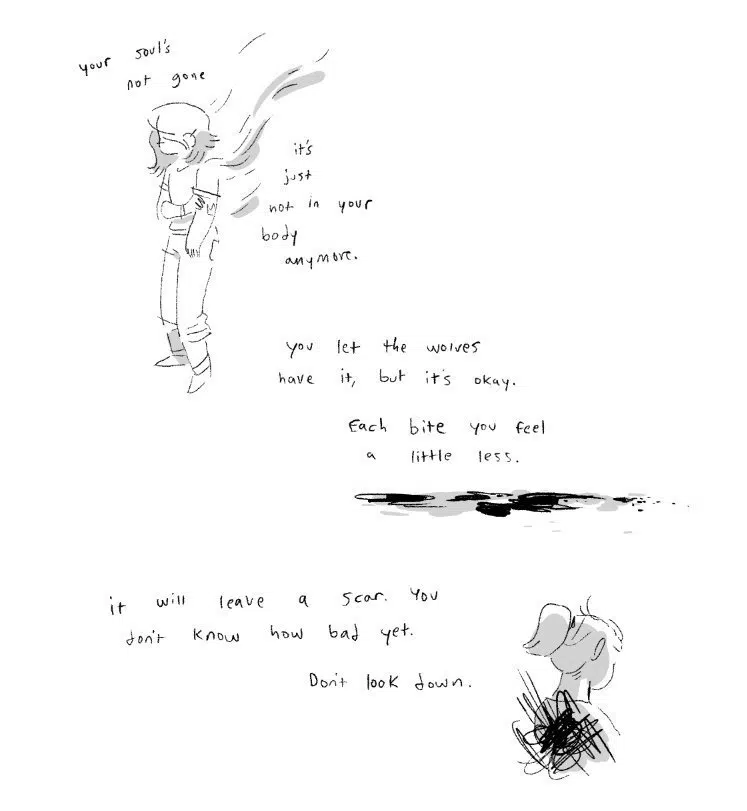 your soul's
not gone
it's
just
not in your
body
anymore.
you let the wolves
have it, but it's okay.
Each bite you feel
a little less.
it will leave a scar. You
don't know how bad yet.
Don't look down.